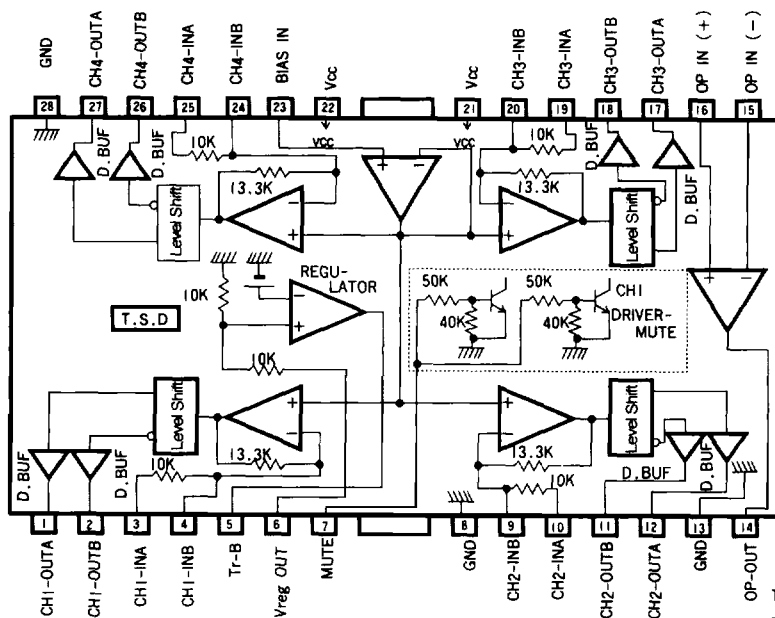 GND
CH4-OUTA
CH4-OUTB
CH4-INA
CH4-INB
BIAS IN
Vcc
Vcc
CH3-INB
CH3-INA
CH3-OUTB
CH3-OUTA
OP IN (+)
OP IN (-)
28
27
26
25
24
23
22
21
20
19
18
17
16
15
D.BUF
D.BUF
10K
VCC
VCC
10K
D.BUF
D.BUF
13.3K
13.3K
Level Shift
Level Shift
+
-
-
+
-
+
+
-
10K
REGU-
LATOR
-
+
50K
50K
CH1
DRIVER-
MUTE
40K
40K
T.S.D
10K
Level Shift
Level Shift
+
-
+
-
13.3K
13.3K
10K
10K
D.BUF
D.BUF
D.BUF
D.BUF
1
2
3
4
5
6
7
8
9
10
11
12
13
14
CH1-OUTA
CH1-OUTB
CH1-INA
CH1-INB
Tr-B
Vreg OUT
MUTE
GND
CH2-INB
CH2-INA
CH2-OUTB
CH2-OUTA
GND
OP-OUT
T